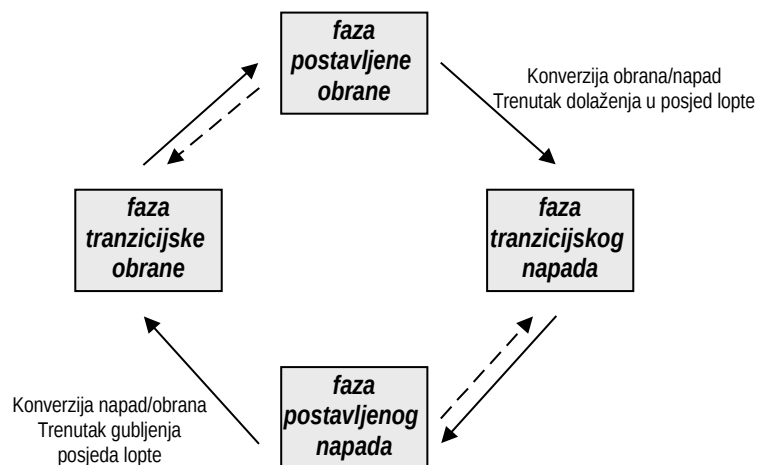 faza
postavljene
obrane
Konverzija obrana/napad
Trenutak dolaženja u posjed lopte
faza
tranzicijske
obrane
faza
tranzicijskog
napada
faza
postavljenog
napada
Konverzija napad/obrana
Trenutak gubljenja
posjeda lopte